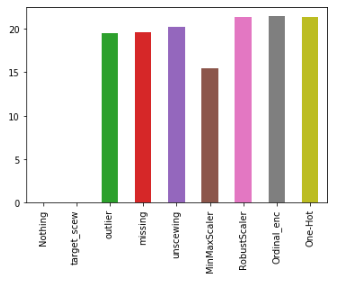 20
15
10
5
0
Nothing
target_scew
outlier
missing
unscewing
MinMaxScaler
RobustScaler
Ordinal_enc
One-Hot